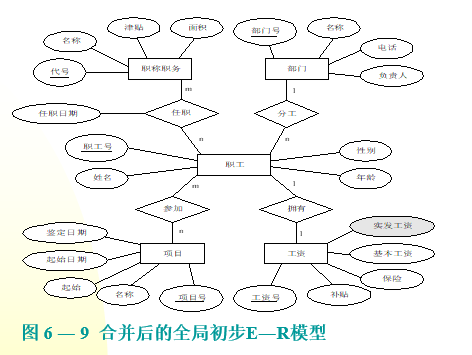 津贴
面积
名称
代号
职称职务
部门号
名称
电话
负责人
部门
m
1
任职日期
任职
分工
n
n
职工号
姓名
职工
性别
年龄
m
1
参加
拥有
n
1
鉴定日期
起始日期
起始
名称
项目号
项目
工资
实发工资
基本工资
保险
补贴
工资号
图 6 — 9 合并后的全局初步E—R模型